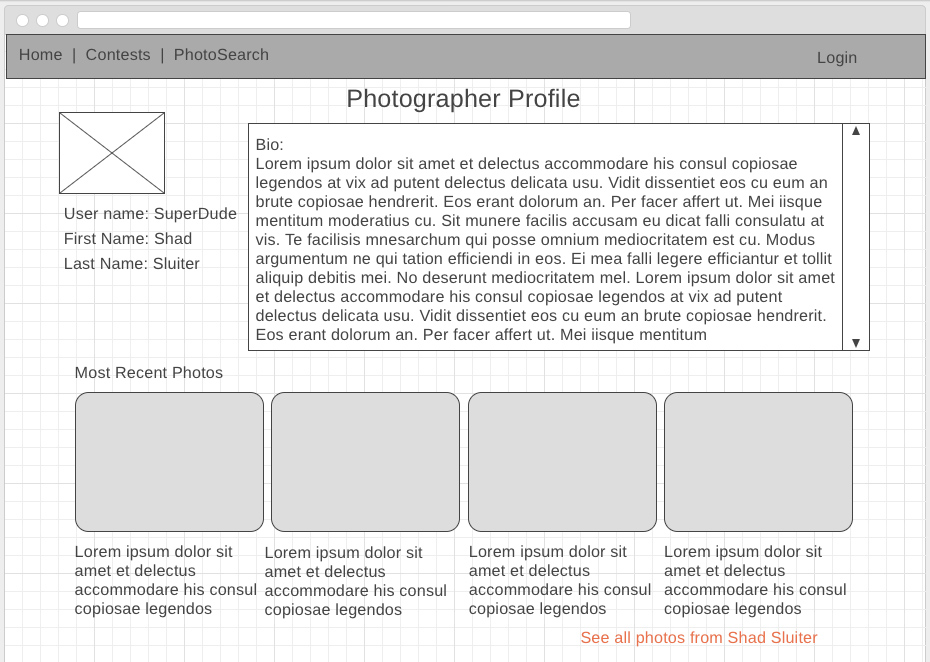 Home | Contests | PhotoSearch
Login
Photographer Profile
User name: SuperDude
First Name: Shad
Last Name: Sluiter
Bio:
Lorem ipsum dolor sit amet et delectus accommodare his consul copiosae
legendos at vix ad putent delectus delicata usu. Vidit dissentiet eos cu eum an
brute copiosae hendrerit. Eos erant dolorum an. Per facer affert ut. Mei iisque
mentitum moderatius cu. Sit munere facilis accusam eu dicat falli consulatu at
vis. Te facilisis mnesarchum qui posse omnium mediocritatem est cu. Modus
argumentum ne qui tation efficiendi in eos. Ei mea falli legere efficiantur et tollit
aliquip debitis mei. No deserunt mediocritatem mel. Lorem ipsum dolor sit amet
et delectus accommodare his consul copiosae legendos at vix ad putent
delectus delicata usu. Vidit dissentiet eos cu eum an brute copiosae hendrerit.
Eos erant dolorum an. Per facer affert ut. Mei iisque mentitum
Most Recent Photos
Lorem ipsum dolor sit
amet et delectus
accommodare his consul
copiosae legendos
Lorem ipsum dolor sit
amet et delectus
accommodare his consul
copiosae legendos
Lorem ipsum dolor sit
amet et delectus
accommodare his consul
copiosae legendos
Lorem ipsum dolor sit
amet et delectus
accommodare his consul
copiosae legendos
See all photos from Shad Sluiter